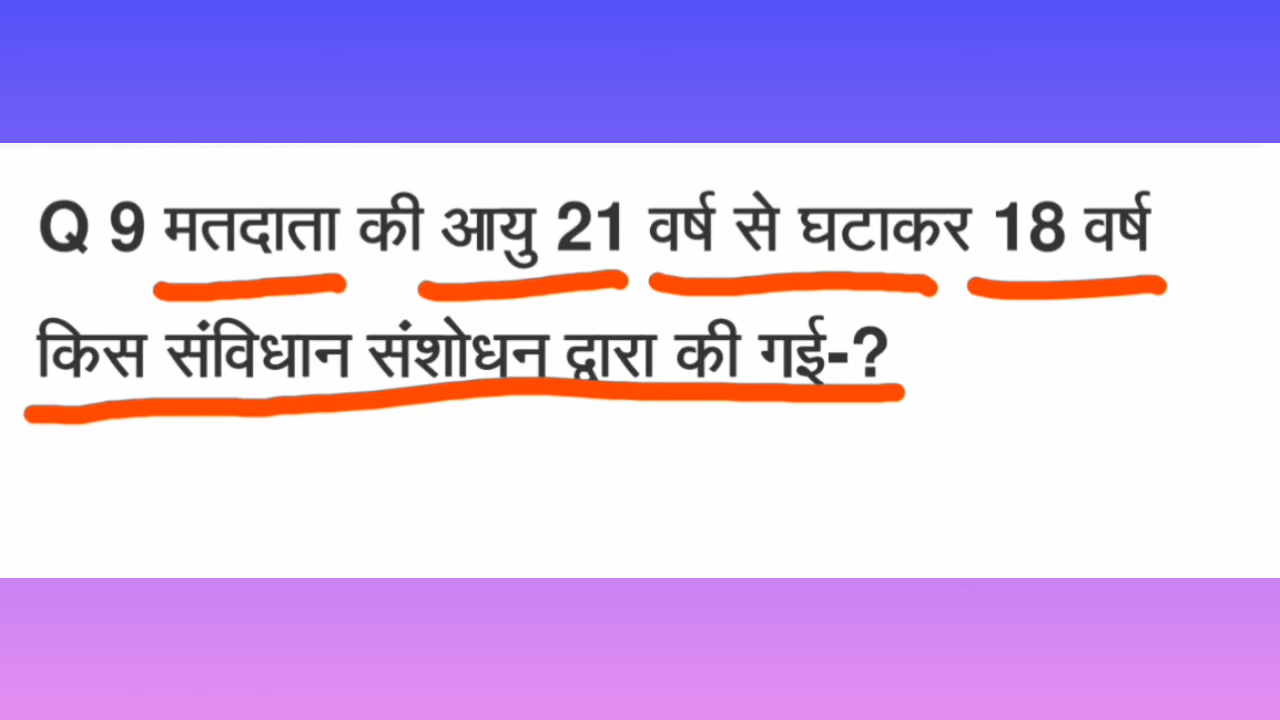 Q 9 मतदाता की आयु 21 वर्ष से घटाकर 18 वर्ष
किस संविधान संशोधन द्वारा की गई-?